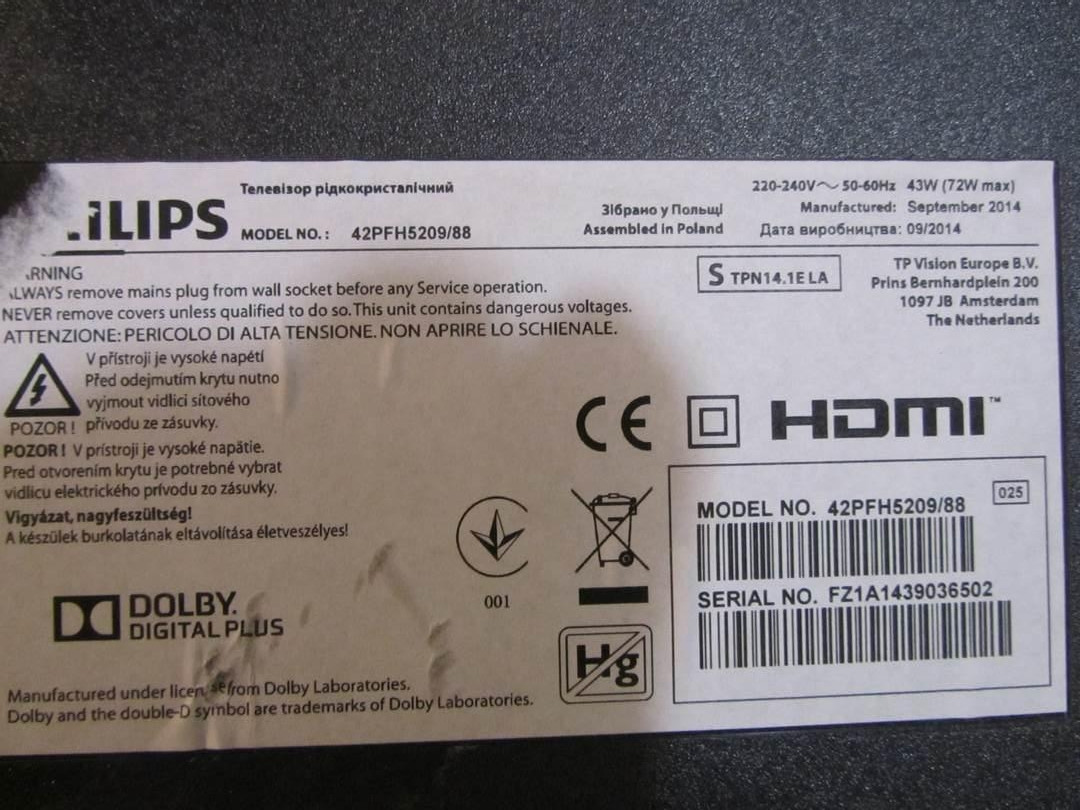 Телевізор рідкокристалічний
220-240V~ 50-60Hz 43W (72W max)
iLIPS
MODEL NO.: 42PFH5209/88
Зібрано у Польщі
Assembled in Poland
Manufactured: September 2014
Дата виробництва: 09/2014
RNING
LWAYS remove mains plug from wall socket before any Service operation.
NEVER remove covers unless qualified to do so. This unit contains dangerous voltages.
ATTENZIONE: PERICOLO DI ALTA TENSIONE. NON APRIRE LO SCHIENALE.
S TPN14.1E LA
TP Vision Europe B.V.
Prins Bernhardplein 200
1097 JB Amsterdam
The Netherlands
V přístroji je vysoké napětí
Před odejmutím krytu nutno
vyjmout vidlici sítového
POZOR ! přívodu ze zásuvky.
POZOR ! V prístroji je vysoké napätie.
Pred otvorením krytu je potrebné vybrat
vidlicu elektrického prívodu zo zásuvky.
Vigyázat, nagyfeszültség!
A készülek burkolatának eltávolítása életveszélyes!
CE
HDMI™
001
025
MODEL NO. 42PFH5209/88
SERIAL NO. FZ1A1439036502
Hg
DOLBY.
DIGITAL PLUS
Manufactured under license from Dolby Laboratories.
Dolby and the double-D symbol are trademarks of Dolby Laboratories.